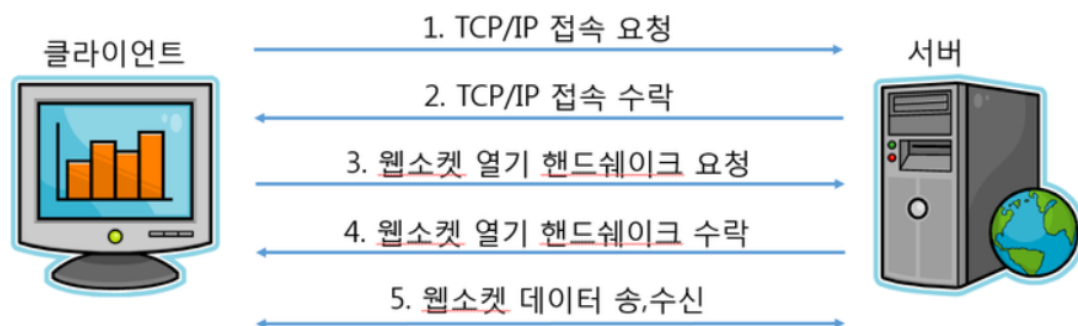 1. TCP/IP 접속 요청
클라이언트
서버
2. TCP/IP 접속 수락
3. 웹소켓 열기 핸드쉐이크 요청
4. 웹소켓 열기 핸드쉐이크 수락
5. 웹소켓 데이터 송,수신